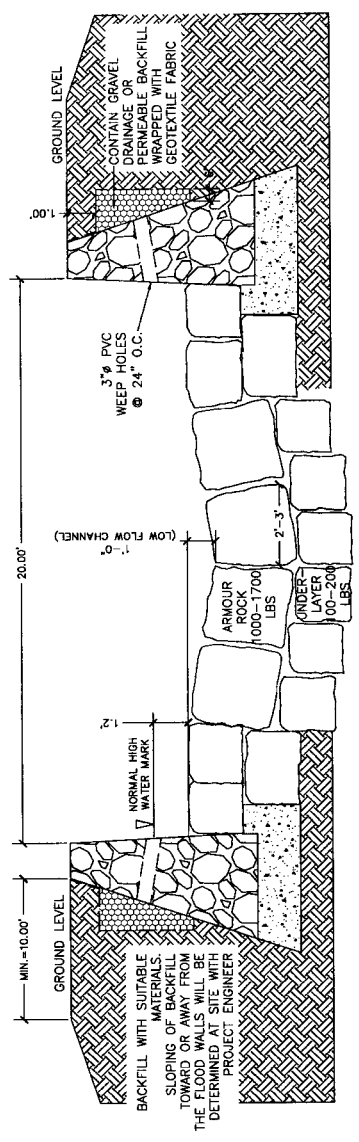 MIN.=10.00'
GROUND LEVEL
BACKFILL WITH SUITABLE
MATERIALS.
SLOPING OF BACKFILL
TOWARD OR AWAY FROM
THE FLOOD WALLS WILL BE
DETERMINED AT SITE WITH
PROJECT ENGINEER
20.00'
NORMAL HIGH
WATER MARK
1.2'
1'-0"
(LOW FLOW CHANNEL)
ARMOUR
ROCK
1000-1700
LBS
UNDER-
LAYER
100-200
LBS
2'-3'
3"ø PVC
WEEP HOLES
@ 24" O.C.
GROUND LEVEL
1.00'
CONTAIN GRAVEL
DRAINAGE OR
PERMEABLE BACKFILL
WRAPPED WITH
GEOTEXTILE FABRIC